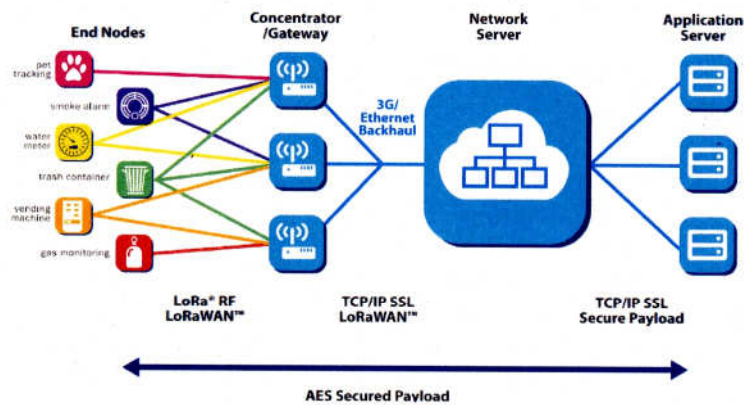 End Nodes
Concentrator
/Gateway
Network
Server
Application
Server
pet
tracking
smoke alarm
water
meter
trash container
vending
machine
gas monitoring
3G/
Ethernet
Backhaul
LoRa® RF
LoRaWAN™
TCP/IP SSL
LoRaWAN™
TCP/IP SSL
Secure Payload
AES Secured Payload